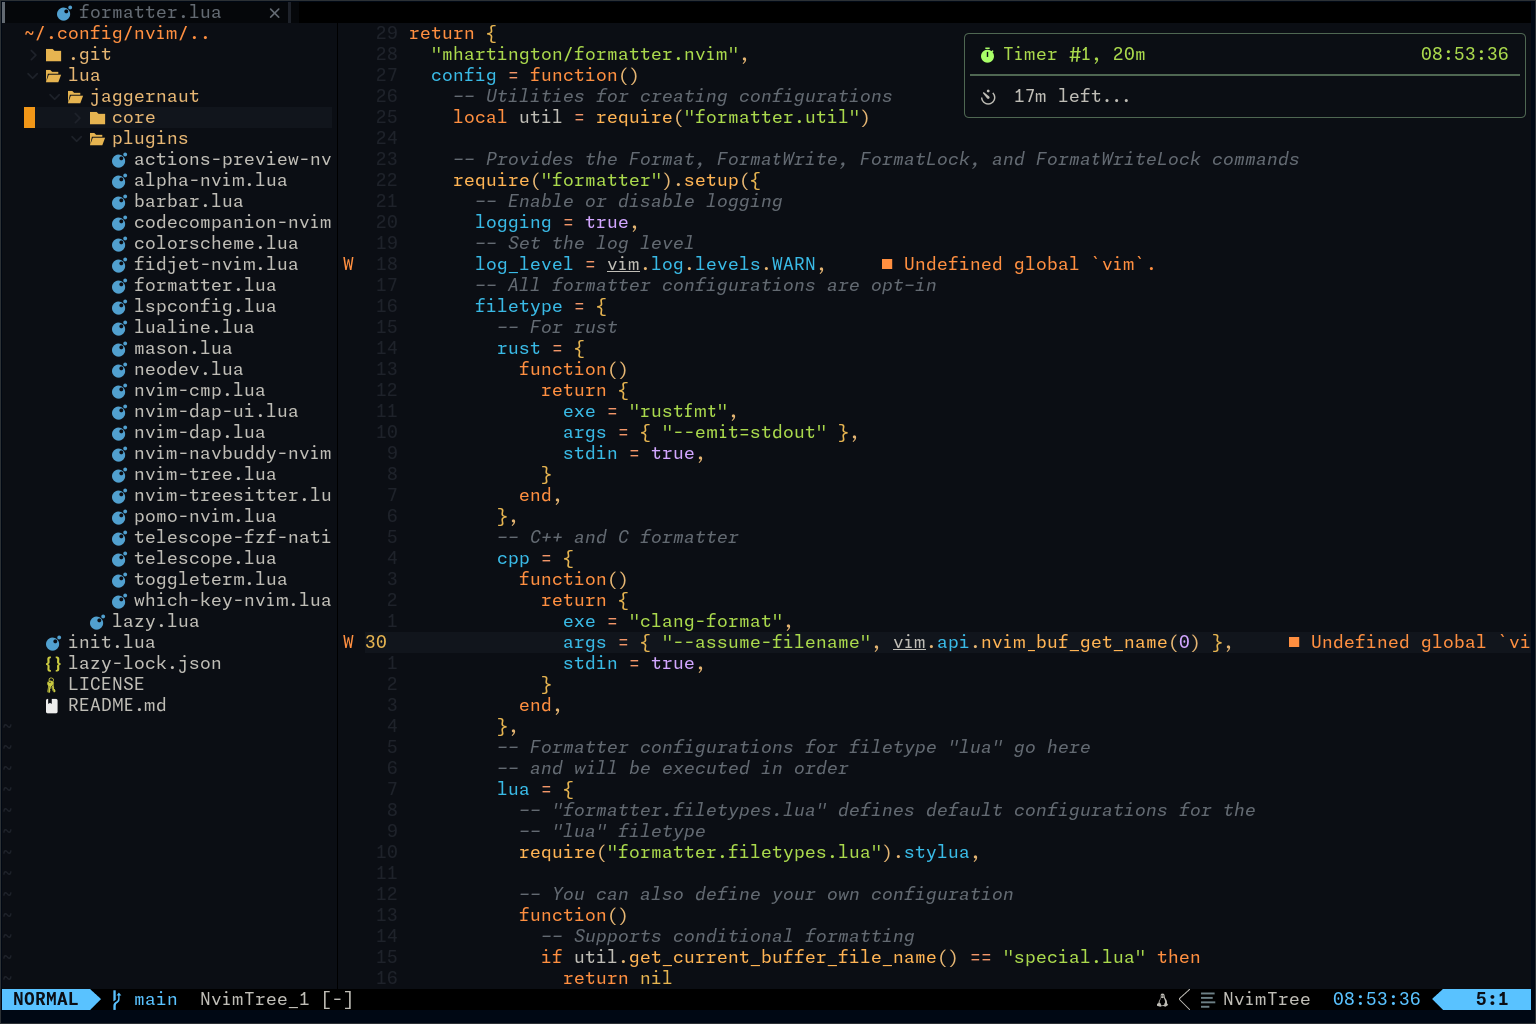 formatter.lua ×
~/.config/nvim/..
.git
lua
jaggernaut
core
plugins
actions-preview-nv
alpha-nvim.lua
barbar.lua
codecompanion-nvim
colorscheme.lua
fidjet-nvim.lua
formatter.lua
lspconfig.lua
lualine.lua
mason.lua
neodev.lua
nvim-cmp.lua
nvim-dap-ui.lua
nvim-dap.lua
nvim-navbuddy-nvim
nvim-tree.lua
nvim-treesitter.lu
pomo-nvim.lua
telescope-fzf-nati
telescope.lua
toggleterm.lua
which-key-nvim.lua
lazy.lua
init.lua
{} lazy-lock.json
LICENSE
README.md
~
~
~
~
~
~
~
~
~
~
~
~
~
29 return {
28 "mhartington/formatter.nvim",
27 config = function()
26 -- Utilities for creating configurations
25 local util = require("formatter.util")
24
23 -- Provides the Format, FormatWrite, FormatLock, and FormatWriteLock commands
22 require("formatter").setup({
21 -- Enable or disable logging
20 logging = true,
19 -- Set the log level
W 18 log_level = vim.log.levels.WARN, ■ Undefined global `vim`.
17 -- All formatter configurations are opt-in
16 filetype = {
15 -- For rust
14 rust = {
13 function()
12 return {
11 exe = "rustfmt",
10 args = { "--emit=stdout" },
9 stdin = true,
8 }
7 end,
6 },
5 -- C++ and C formatter
4 cpp = {
3 function()
2 return {
1 exe = "clang-format",
W 30 args = { "--assume-filename", vim.api.nvim_buf_get_name(0) }, ■ Undefined global `vi
1 stdin = true,
2 }
3 end,
4 },
5 -- Formatter configurations for filetype "lua" go here
6 -- and will be executed in order
7 lua = {
8 -- "formatter.filetypes.lua" defines default configurations for the
9 -- "lua" filetype
10 require("formatter.filetypes.lua").stylua,
11
12 -- You can also define your own configuration
13 function()
14 -- Supports conditional formatting
15 if util.get_current_buffer_file_name() == "special.lua" then
16 return nil
Timer #1, 20m 08:53:36
17m left...
NORMAL main NvimTree_1 [-] NvimTree 08:53:36 5:1